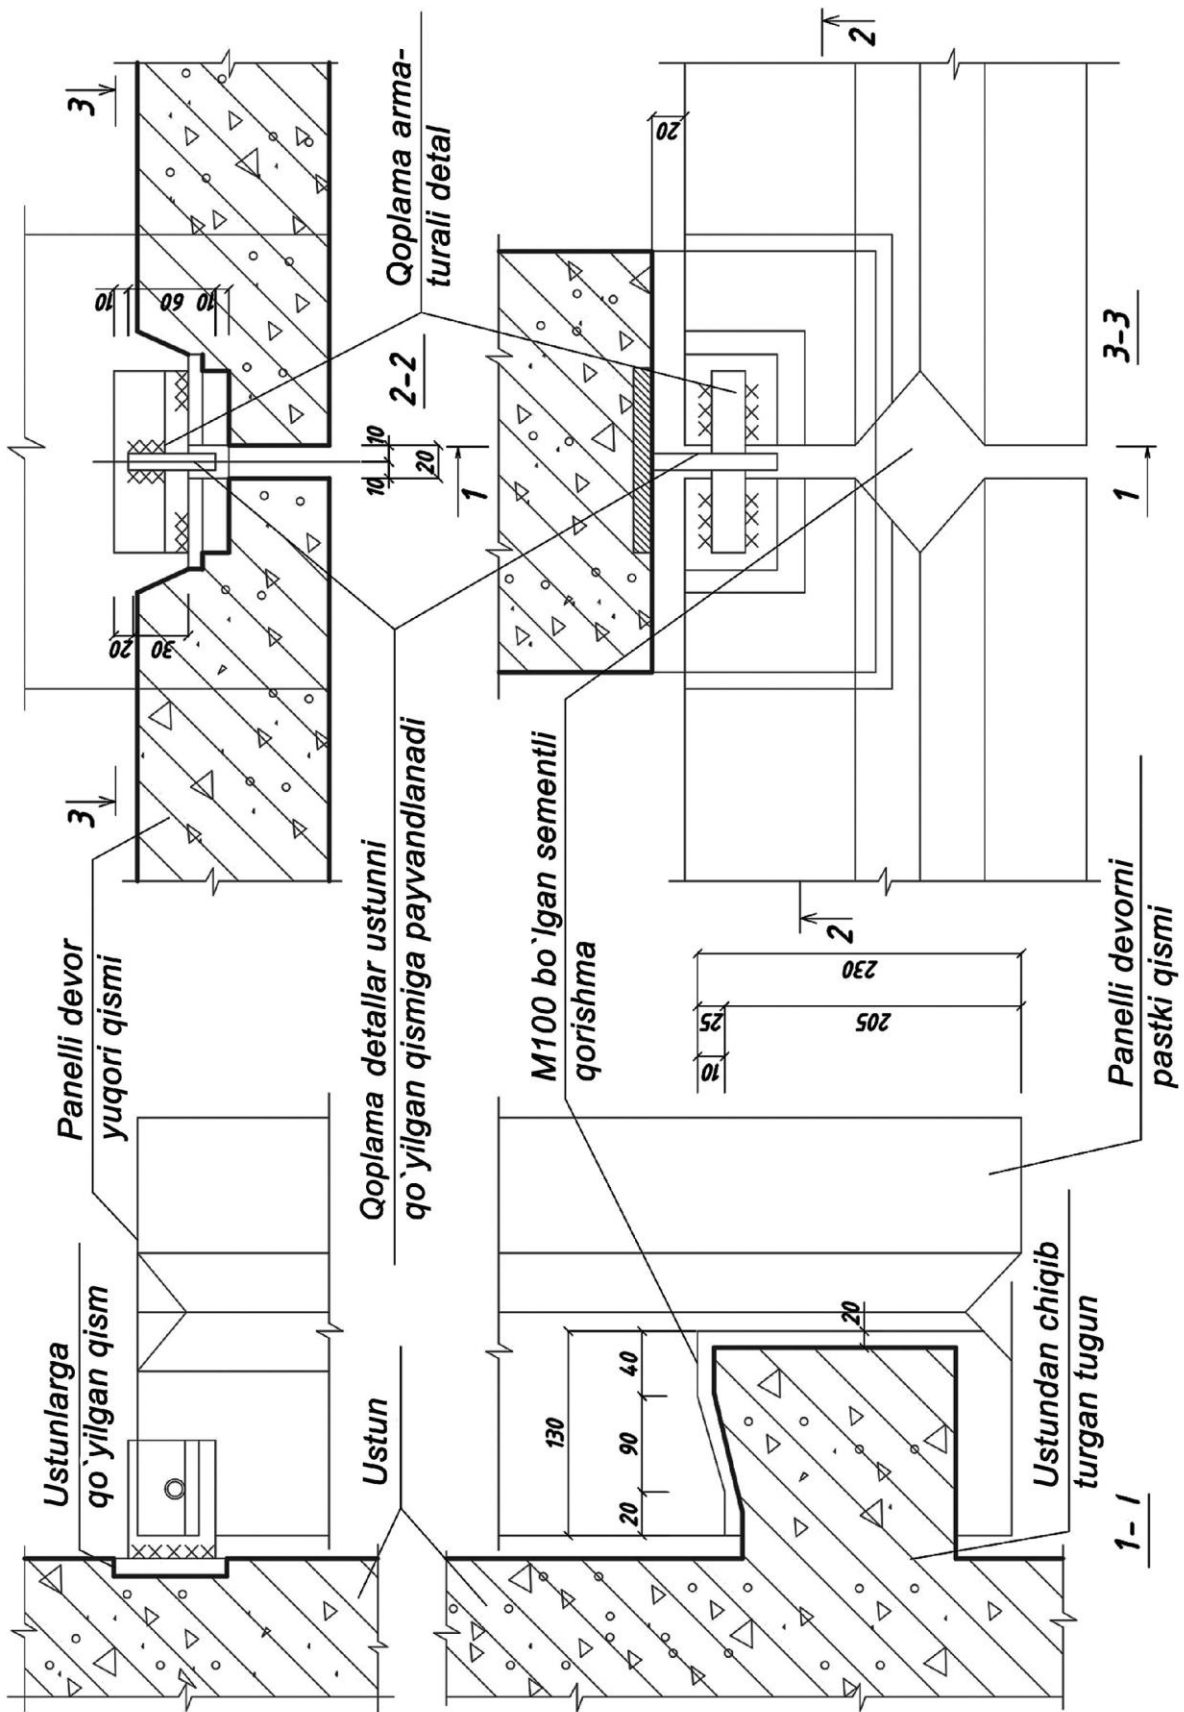 Ustunlarga
qo`yilgan qism
Panelli devor
yuqori qismi
3
3
10
60
10
20
30
Ustun
Qoplama detallar ustunni
qo`yilgan qismiga payvandlanadi
10
10
20
2-2
1
Qoplama arma-
turali detal
130
20
90
40
20
M100 bo`lgan sementli
qorishma
10
25
205
230
20
2
2
Ustundan chiqib
turgan tugun
1-1
Panelli devorni
pastki qismi
1
3-3